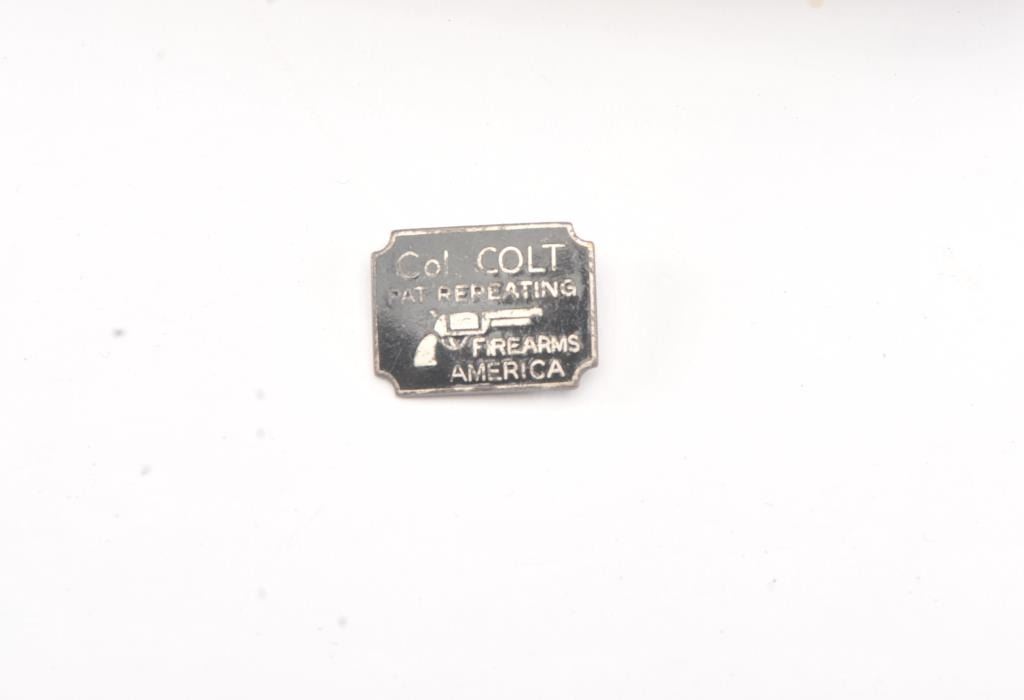 Col. COLT
PAT REPEATING
FIREARMS
AMERICA